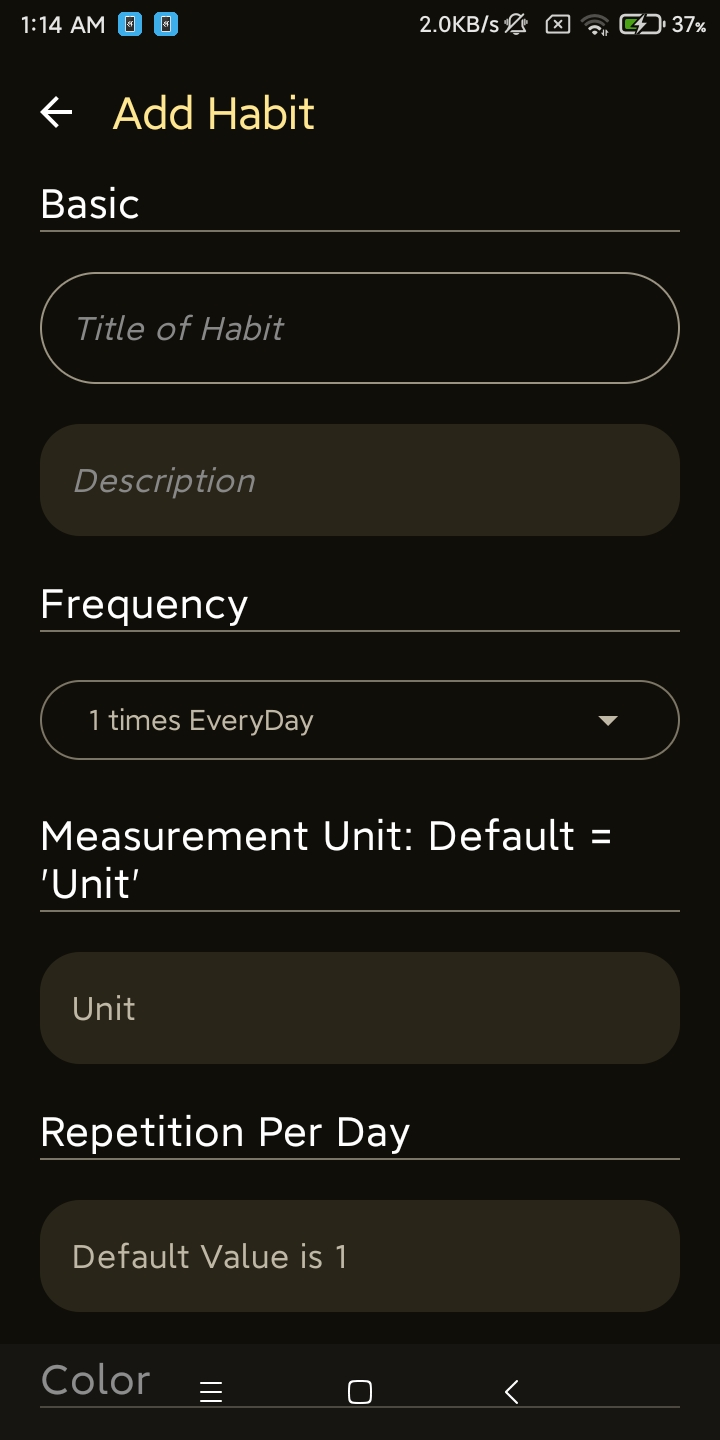 1:14 AM 2.0KB/s 37%
Add Habit
Basic
Title of Habit
Description
Frequency
1 times EveryDay
Measurement Unit: Default =
'Unit'
Unit
Repetition Per Day
Default Value is 1
Color